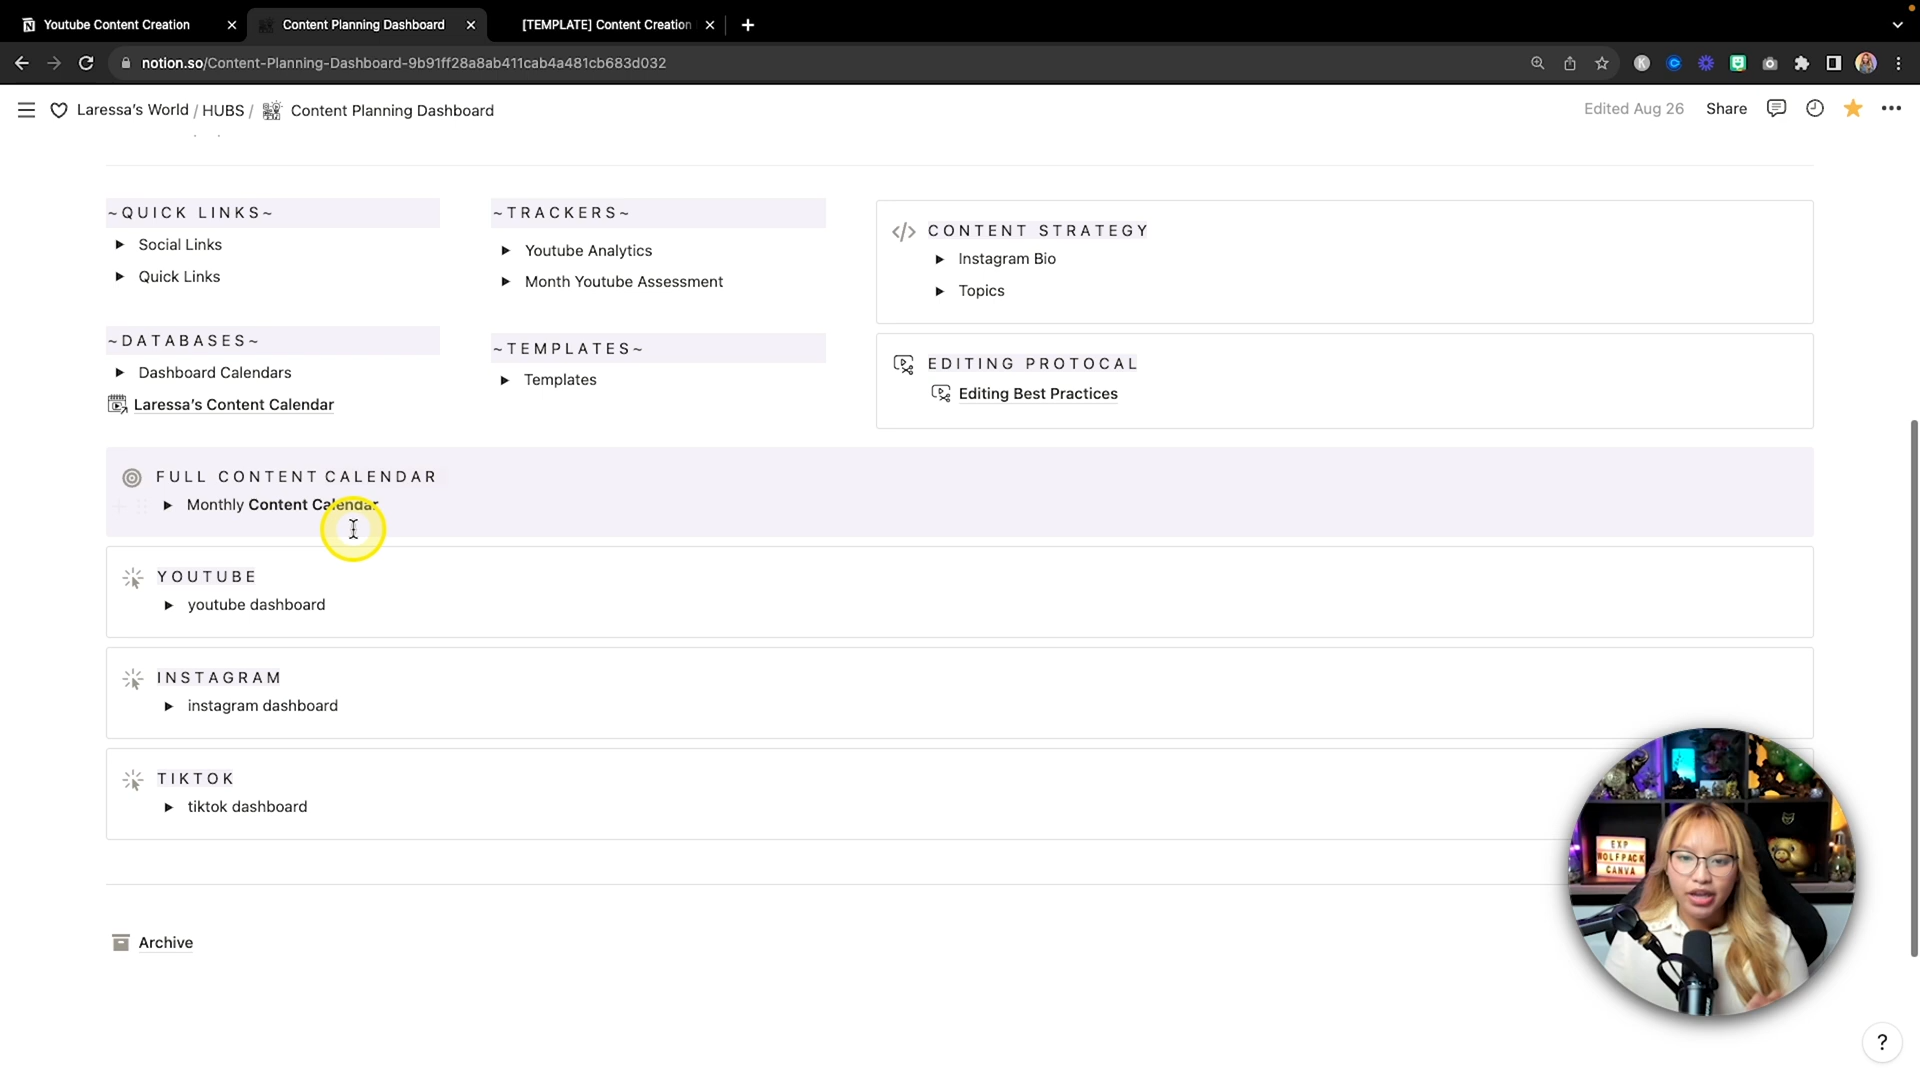 Youtube Content Creation
Content Planning Dashboard
[TEMPLATE] Content Creation
notion.so/Content-Planning-Dashboard-9b91ff28a8ab411cab4a481cb683d032
Laressa's World / HUBS / Content Planning Dashboard
Edited Aug 26
Share
~QUICK LINKS~
Social Links
Quick Links
~TRACKERS~
Youtube Analytics
Month Youtube Assessment
CONTENT STRATEGY
Instagram Bio
Topics
~DATABASES~
Dashboard Calendars
Laressa's Content Calendar
~TEMPLATES~
Templates
EDITING PROTOCAL
Editing Best Practices
FULL CONTENT CALENDAR
Monthly Content Calendar
YOUTUBE
youtube dashboard
INSTAGRAM
instagram dashboard
TIKTOK
tiktok dashboard
Archive
EXP
WOLFPACK
CANVA
?